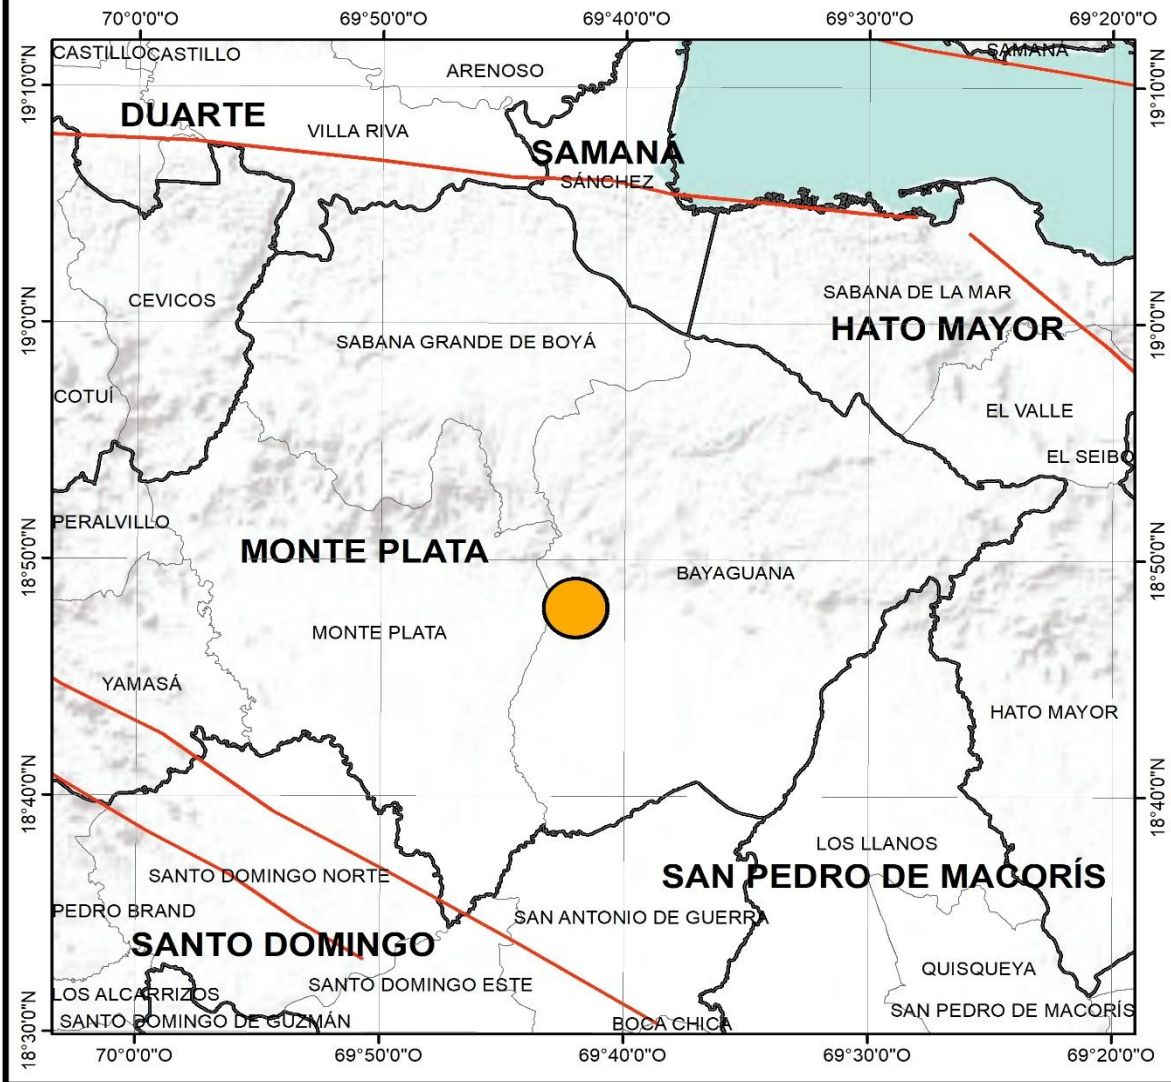 70°0'0"O 69°50'0"O 69°40'0"O 69°30'0"O 69°20'0"O
CASTILLO CASTILLO
SAMANÁ
ARENOSO
19°10'0"N 19°10'0"N
DUARTE
VILLA RIVA
SAMANÁ
SÁNCHEZ
CEVICOS
SABANA DE LA MAR
HATO MAYOR
19°0'0"N 19°0'0"N
SABANA GRANDE DE BOYÁ
COTUÍ
EL VALLE
EL SEIBO
PERALVILLO
MONTE PLATA
18°50'0"N 18°50'0"N
BAYAGUANA
MONTE PLATA
YAMASÁ
HATO MAYOR
18°40'0"N 18°40'0"N
LOS LLANOS
SANTO DOMINGO NORTE
SAN PEDRO DE MACORÍS
PEDRO BRAND
SAN ANTONIO DE GUERRA
SANTO DOMINGO
QUISQUEYA
SANTO DOMINGO ESTE
LOS ALCARRIZOS
SAN PEDRO DE MACORÍS
SANTO DOMINGO DE GUZMÁN
BOCA CHICA
18°30'0"N 18°30'0"N
70°0'0"O 69°50'0"O 69°40'0"O 69°30'0"O 69°20'0"O